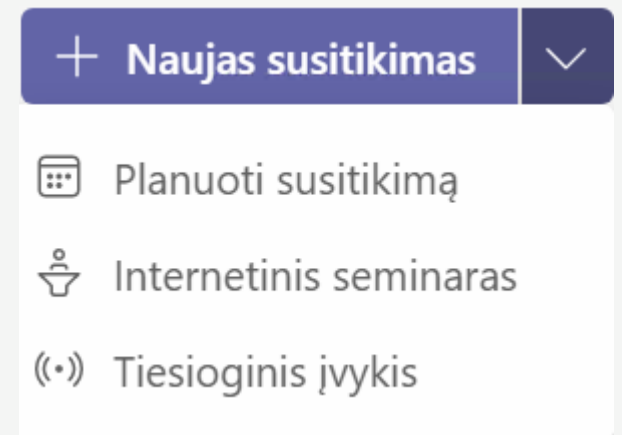 Naujas susitikimas
Planuoti susitikimą
Internetinis seminaras
Tiesioginis įvykis